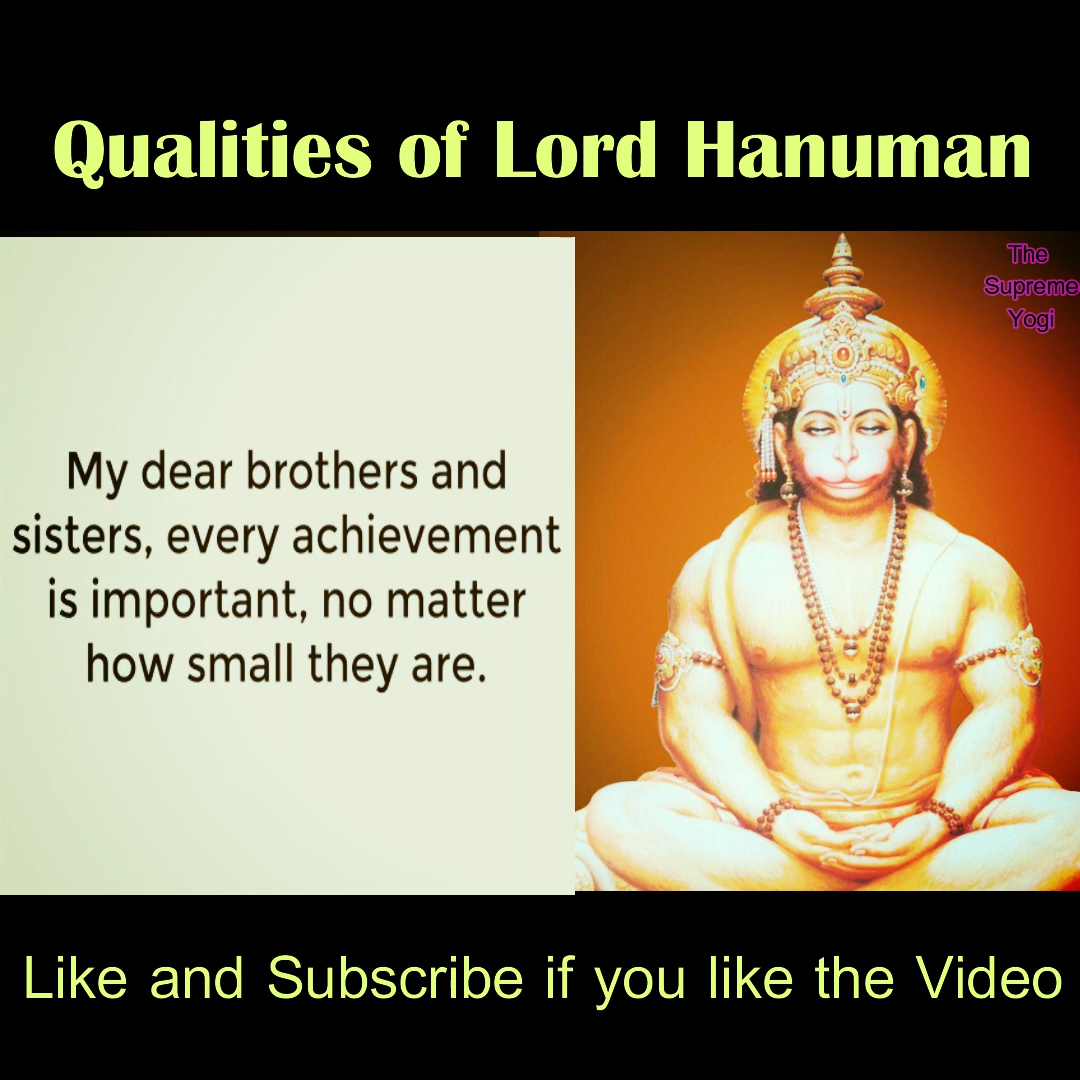 Qualities of Lord Hanuman
The
Supreme
Yogi
My dear brothers and
sisters, every achievement
is important, no matter
how small they are.
Like and Subscribe if you like the Video